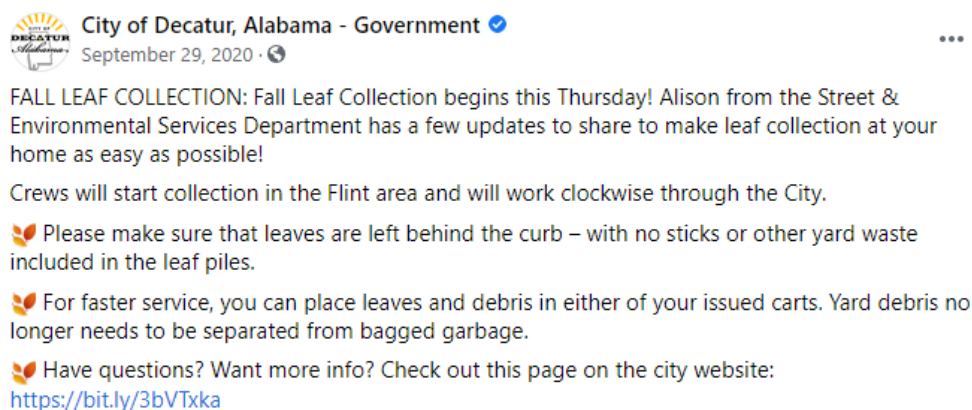 CITY OF
DECATUR
Alabama
City of Decatur, Alabama - Government
September 29, 2020 ·
FALL LEAF COLLECTION: Fall Leaf Collection begins this Thursday! Alison from the Street &
Environmental Services Department has a few updates to share to make leaf collection at your
home as easy as possible!
Crews will start collection in the Flint area and will work clockwise through the City.
Please make sure that leaves are left behind the curb – with no sticks or other yard waste
included in the leaf piles.
For faster service, you can place leaves and debris in either of your issued carts. Yard debris no
longer needs to be separated from bagged garbage.
Have questions? Want more info? Check out this page on the city website:
https://bit.ly/3bVTxka